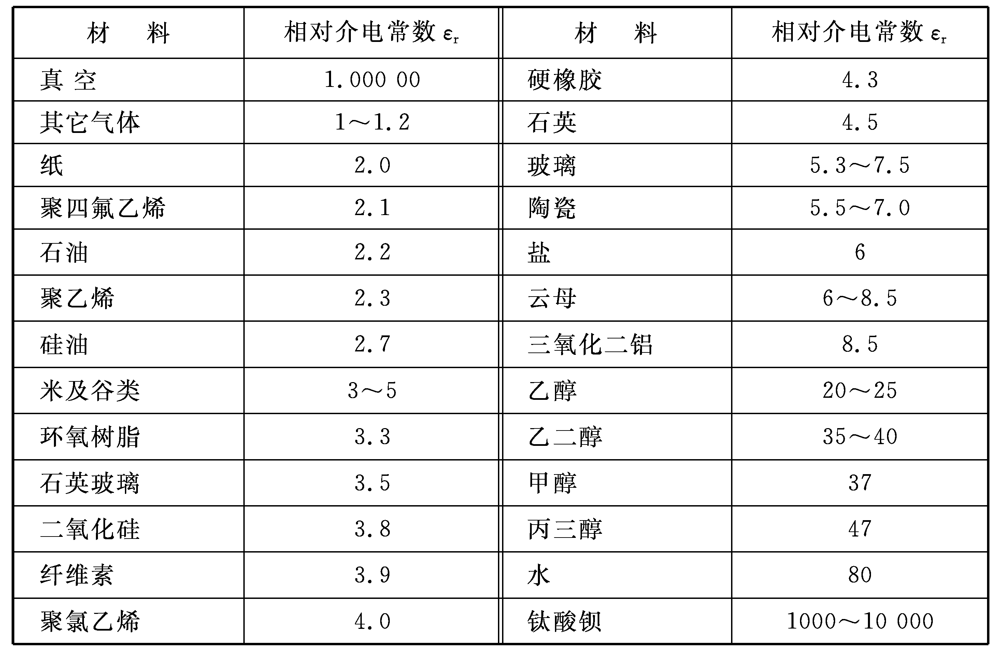 材 料 相对介电常数 εr 材 料 相对介电常数 εr
真 空 1.000 00 硬橡胶 4.3
其它气体 1～1.2 石英 4.5
纸 2.0 玻璃 5.3～7.5
聚四氟乙烯 2.1 陶瓷 5.5～7.0
石油 2.2 盐 6
聚乙烯 2.3 云母 6～8.5
硅油 2.7 三氧化二铝 8.5
米及谷类 3～5 乙醇 20～25
环氧树脂 3.3 乙二醇 35～40
石英玻璃 3.5 甲醇 37
二氧化硅 3.8 丙三醇 47
纤维素 3.9 水 80
聚氯乙烯 4.0 钛酸钡 1000～10 000